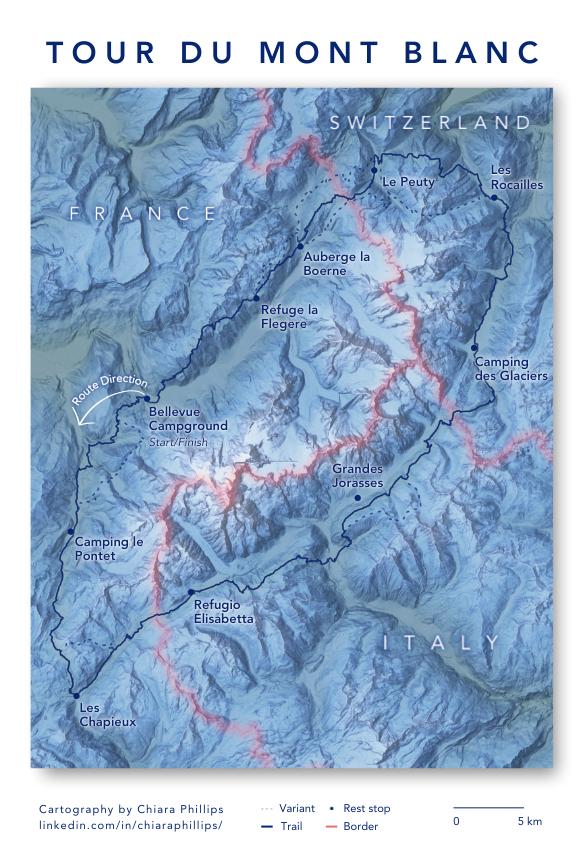 TOUR DU MONT BLANC
SWITZERLAND
Le Peuty
Les
Rocailles
FRANCE
Auberge la
Boerne
Refuge la
Flegere
Camping
des Glaciers
Route Direction
Bellevue
Campground
Start/Finish
Grandes
Jorasses
Camping le
Pontet
Refugio
Elisabetta
ITALY
Les
Chapieux
Cartography by Chiara Phillips
linkedin.com/in/chiaraphillips/
Variant
Rest stop
Trail
Border
0 5 km